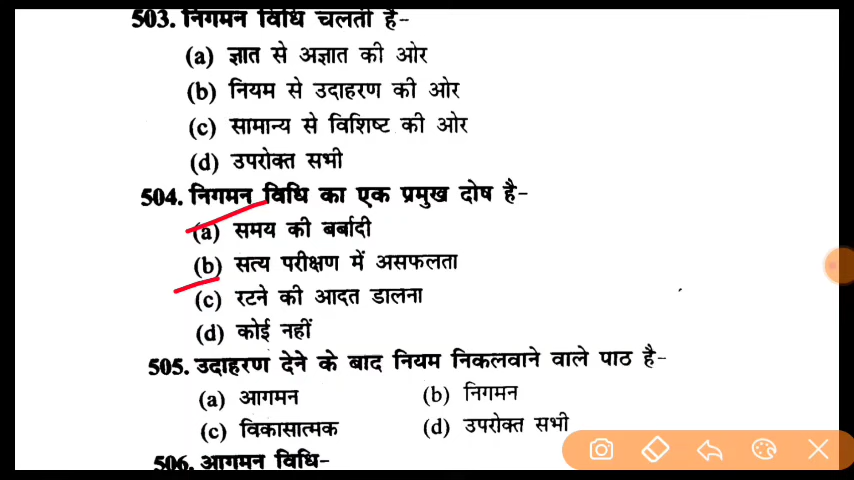 503. निगमन विधि चलती है-
(a) ज्ञात से अज्ञात की ओर
(b) नियम से उदाहरण की ओर
(c) सामान्य से विशिष्ट की ओर
(d) उपरोक्त सभी
504. निगमन विधि का एक प्रमुख दोष है-
(a) समय की बर्बादी
(b) सत्य परीक्षण में असफलता
(c) रटने की आदत डालना
(d) कोई नहीं
505. उदाहरण देने के बाद नियम निकलवाने वाले पाठ है-
(a) आगमन (b) निगमन
(c) विकासात्मक (d) उपरोक्त सभी
506. आगमन विधि-